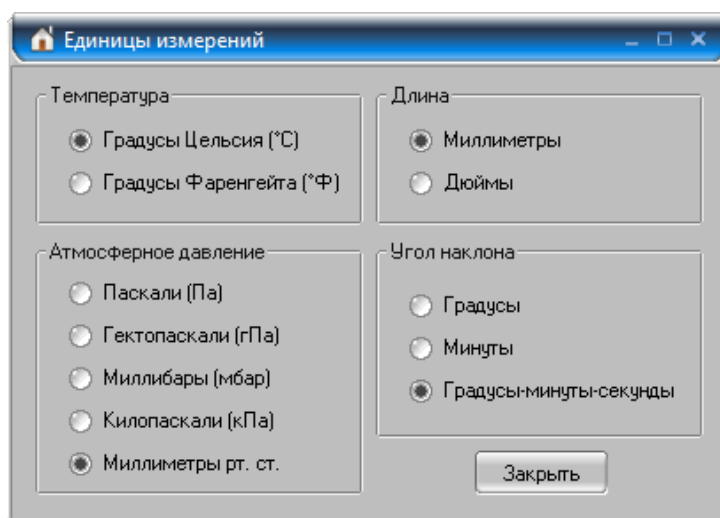 Единицы измерений
Температура
Градусы Цельсия (°C)
Градусы Фаренгейта (°Ф)
Длина
Миллиметры
Дюймы
Атмосферное давление
Паскали (Па)
Гектопаскали (гПа)
Миллибары (мбар)
Килопаскали (кПа)
Миллиметры рт. ст.
Угол наклона
Градусы
Минуты
Градусы-минуты-секунды
Закрыть